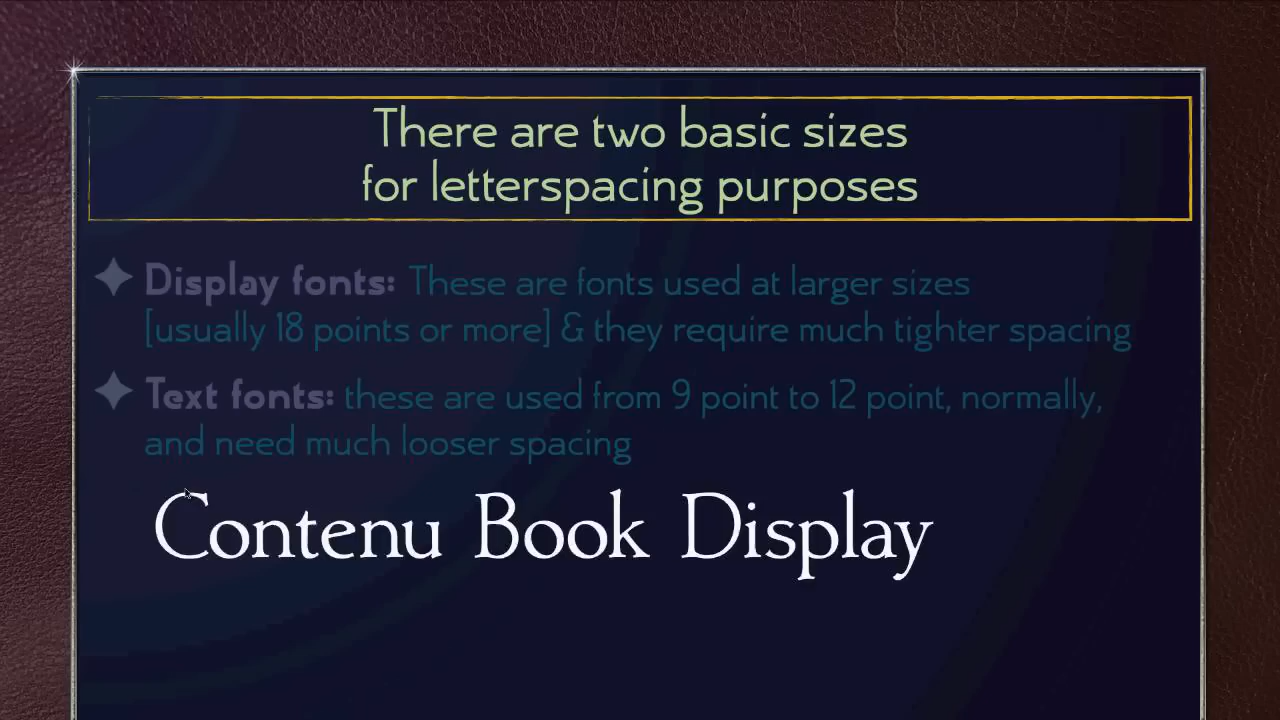 There are two basic sizes
for letterspacing purposes
Display fonts: These are fonts used at larger sizes
[usually 18 points or more] & they require much tighter spacing
Text fonts: these are used from 9 point to 12 point, normally,
and need much looser spacing
Contenu Book Display